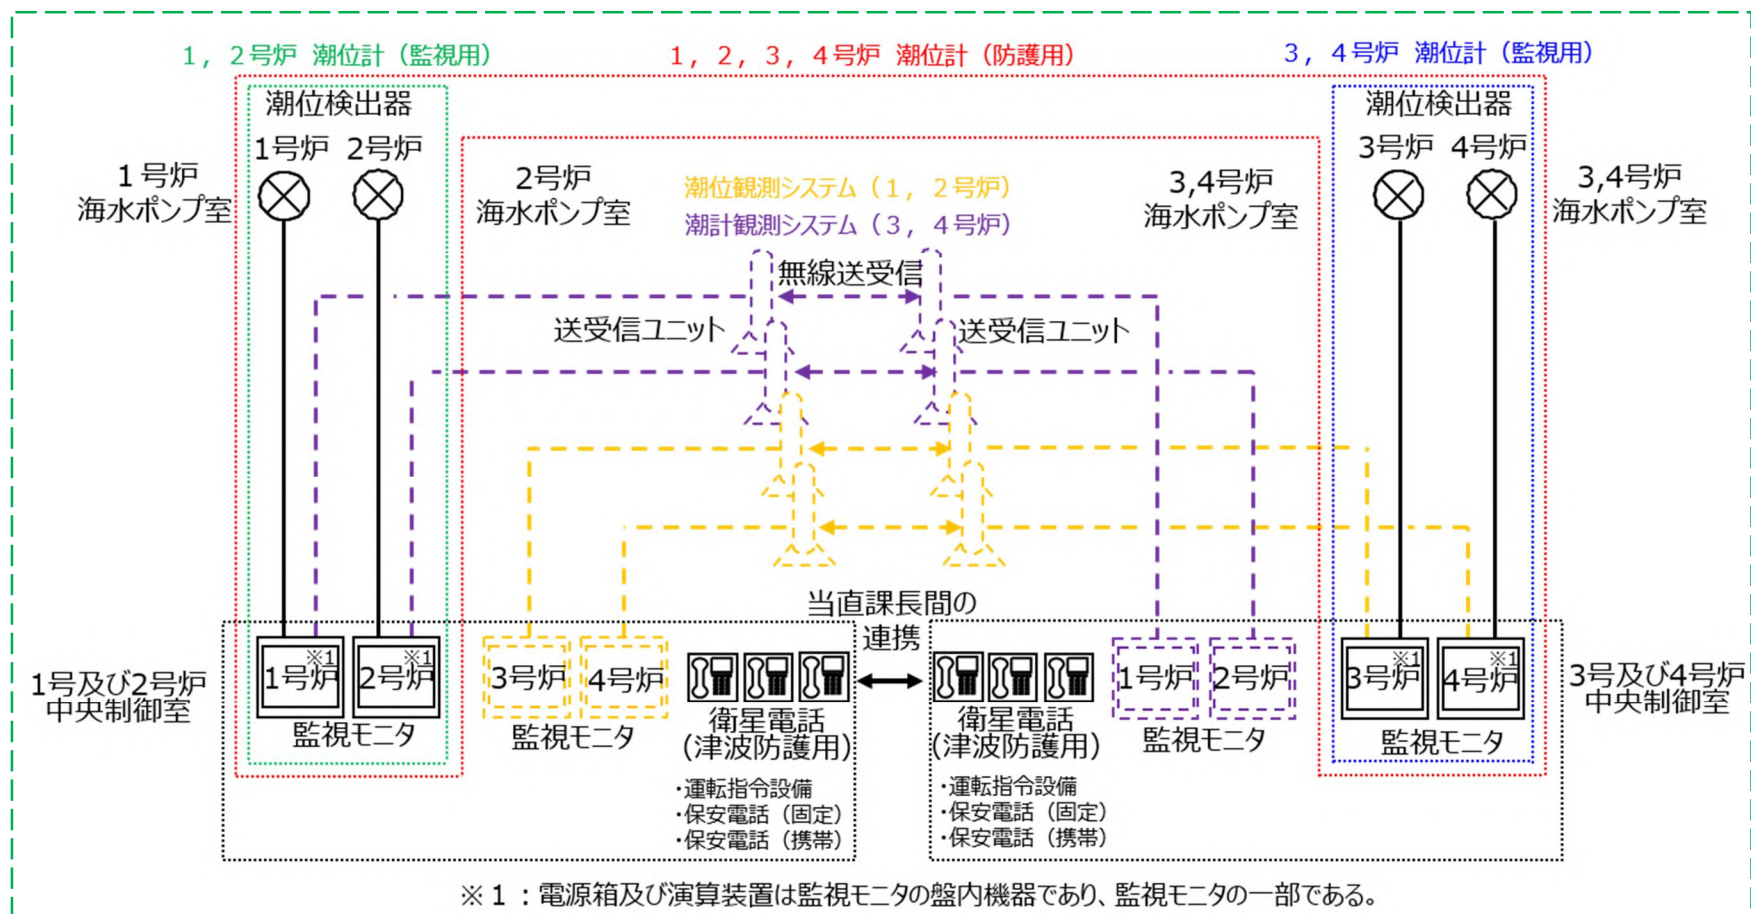 1，2号炉 潮位計（監視用）
1，2，3，4号炉 潮位計（防護用）
3，4号炉 潮位計（監視用）
潮位検出器
潮位検出器
1号炉 2号炉
3号炉 4号炉
1号炉
海水ポンプ室
2号炉
海水ポンプ室
潮位観測システム（1，2号炉）
潮計観測システム（3，4号炉）
3,4号炉
海水ポンプ室
3,4号炉
海水ポンプ室
無線送受信
送受信ユニット
送受信ユニット
当直課長間の
連携
1号及び2号炉
中央制御室
※1
1号炉
※1
2号炉
監視モニタ
3号炉
4号炉
監視モニタ
衛星電話
(津波防護用)
・運転指令設備
・保安電話（固定）
・保安電話（携帯）
衛星電話
(津波防護用)
・運転指令設備
・保安電話（固定）
・保安電話（携帯）
1号炉
2号炉
監視モニタ
※1
3号炉
※1
4号炉
監視モニタ
3号及び4号炉
中央制御室
※1：電源箱及び演算装置は監視モニタの盤内機器であり、監視モニタの一部である。